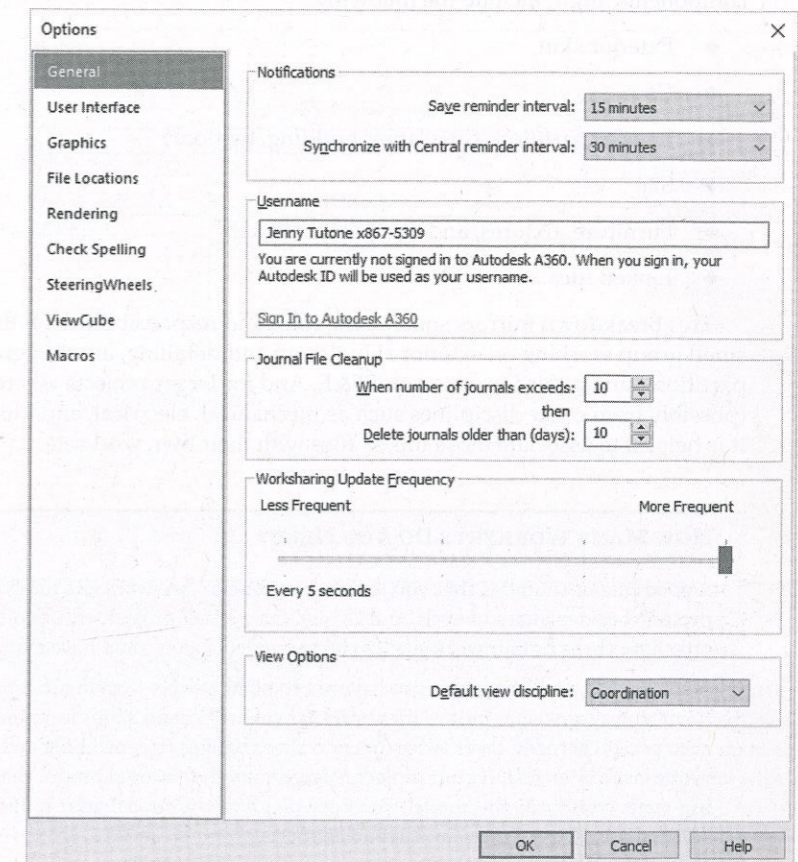 Options
General
User Interface
Graphics
File Locations
Rendering
Check Spelling
SteeringWheels
ViewCube
Macros
Notifications
Save reminder interval: 15 minutes
Synchronize with Central reminder interval: 30 minutes
Username
Jenny Tutone x867-5309
You are currently not signed in to Autodesk A360. When you sign in, your
Autodesk ID will be used as your username.
Sign In to Autodesk A360
Journal File Cleanup
When number of journals exceeds: 10
then
Delete journals older than (days): 10
Worksharing Update Frequency
Less Frequent More Frequent
Every 5 seconds
View Options
Default view discipline: Coordination
OK Cancel Help